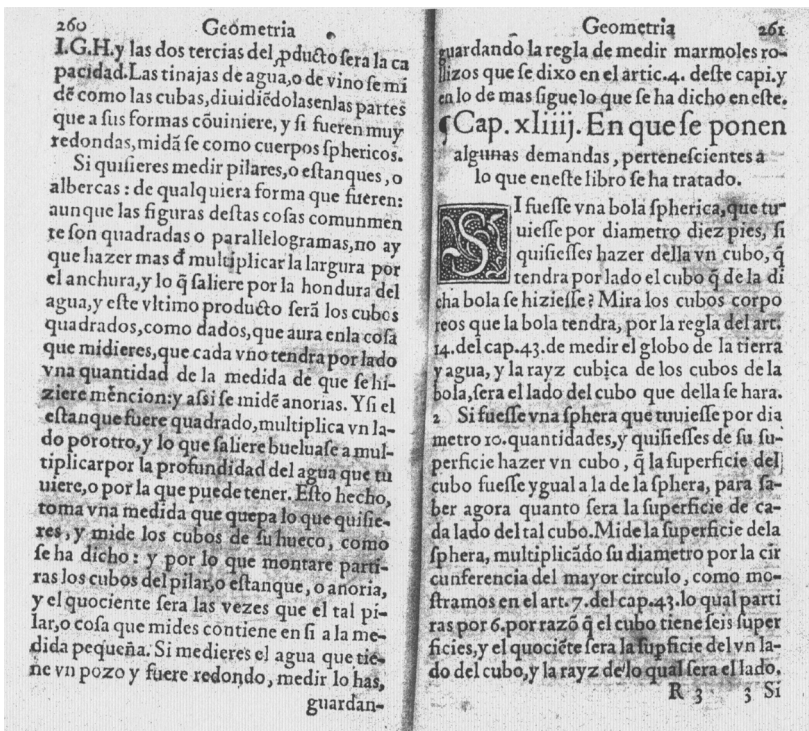 260 Geometria
I.G.H.y las dos tercias del ꝓducto ſera la ca
pacidad.Las tinajas de agua,o de vino ſe mi
dẽ como las cubas,diuidiẽdolas enlas partes
que a ſus formas cõuiniere, y ſi fueren muy
redondas,midã ſe como cuerpos ſphericos.
Si quiſieres medir pilares,o eſtanques, o
albercas : de qualquiera forma que fueren:
aunque las figuras deſtas coſas comunmen
te ſon quadradas o parallelogramas,no ay
que hazer mas đ multiplicar la largura por
el anchura,y lo q̃ ſaliere por la hondura del
agua,y eſte vltimo producto ſerã los cubos
quadrados,como dados,que aura enla coſa
que midieres,que cada vno tendra por lado
vna quantidad de la medida de que ſe hi-
ziere mencion:y aſsi ſe midẽ anorias. Y ſi el
eſtanque fuere quadrado,multiplica vn la-
do por otro,y lo que ſaliere bueluaſe a mul-
tiplicar por la profundidad del agua que tu
uiere,o por la que puede tener. Eſto hecho,
toma vna medida que quepa lo que quiſie-
res, y mide los cubos de ſu hueco, como
ſe ha dicho : y por lo que montare parti-
ras los cubos del pilar,o eſtanque, o anoria,
y el quociente ſera las vezes que el tal pi-
lar,o coſa que mides contiene en ſi a la me-
dida pequeña. Si medieres el agua que tie-
ne vn pozo y fuere redondo, medir lo has,
guardan-
Geometria 261
guardando la regla de medir marmoles ro-
llizos que ſe dixo en el artic.4. deſte capi.y
en lo de mas ſigue lo que ſe ha dicho en eſte.
¶Cap. xliiij. En que ſe ponen
algunas demandas, perteneſcientes a
lo que eneſte libro ſe ha tratado.
SI fueſſe vna bola ſpherica,que tu-
uieſſe por diametro diez pies, ſi
quiſieſſes hazer della vn cubo, q̃
tendra por lado el cubo q̃ de la di
cha bola ſe hizieſſe? Mira los cubos corpo
reos que la bola tendra, por la regla del art.
14.del cap.43.de medir el globo de la tierra
y agua, y la rayz cubica de los cubos de la
bola,ſera el lado del cubo que della ſe hara.
2 Si fueſſe vna ſphera que tuuieſſe por dia
metro 10.quantidades,y quiſieſſes de ſu ſu-
perficie hazer vn cubo, q̃ la ſuperficie del
cubo fueſſe ygual a la de la ſphera, para ſa-
ber agora quanto ſera la ſuperficie de ca-
da lado del tal cubo.Mide la ſuperficie dela
ſphera, multiplicãdo ſu diametro por la cir
cunferencia del mayor circulo, como mo-
ſtramos en el art.7.del cap.43.lo qual parti
ras por 6.por razõ q̃ el cubo tiene ſeis ſuper
ficies,y el quociẽte ſera la ſupficie del vn la-
do del cubo,y la rayz de lo qual ſera el lado.
R 3 3 Si